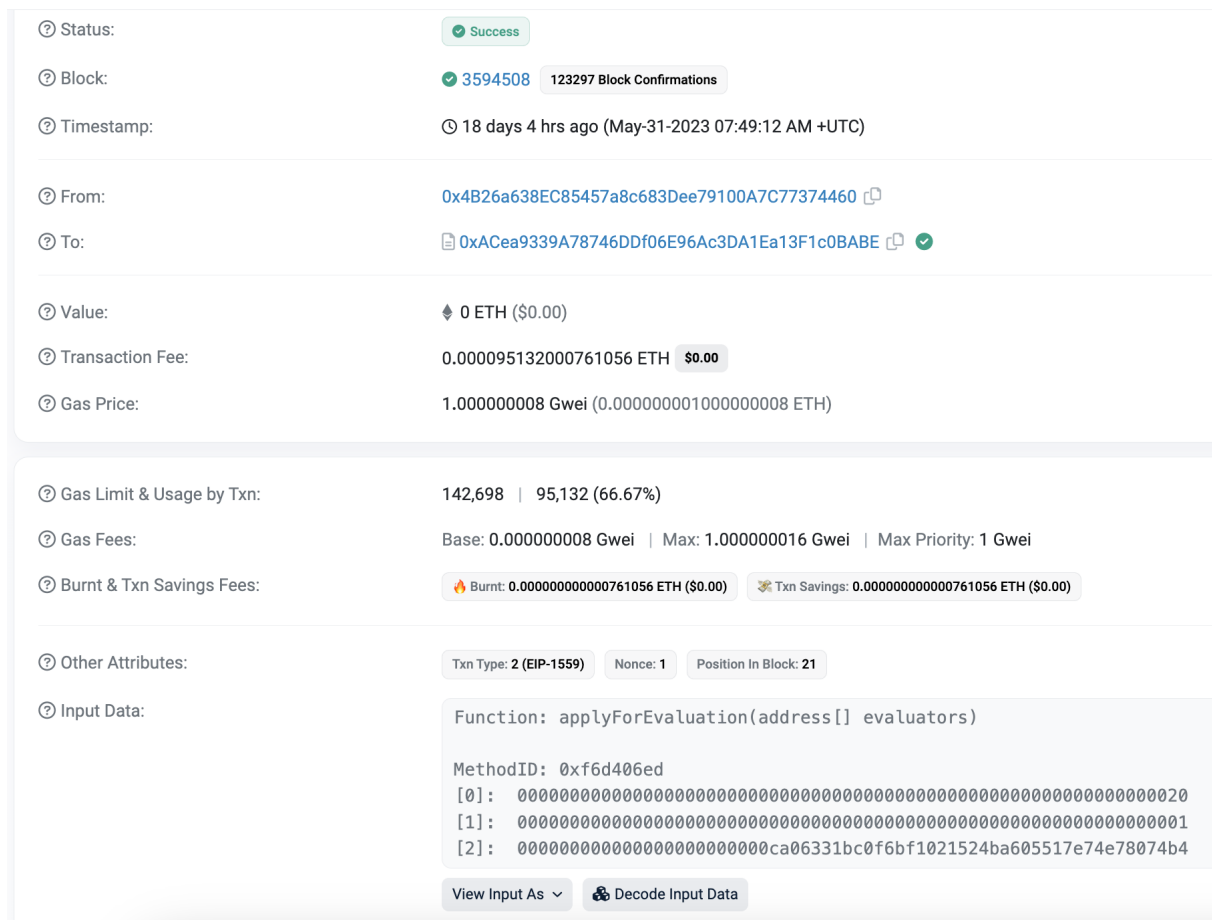 Status: Success
Block: 3594508 123297 Block Confirmations
Timestamp: 18 days 4 hrs ago (May-31-2023 07:49:12 AM +UTC)
From: 0x4B26a638EC85457a8c683Dee79100A7C77374460
To: 0xACea9339A78746DDf06E96Ac3DA1Ea13F1c0BABE
Value: 0 ETH ($0.00)
Transaction Fee: 0.000095132000761056 ETH $0.00
Gas Price: 1.000000008 Gwei (0.000000001000000008 ETH)
Gas Limit & Usage by Txn: 142,698 | 95,132 (66.67%)
Gas Fees: Base: 0.000000008 Gwei | Max: 1.000000016 Gwei | Max Priority: 1 Gwei
Burnt & Txn Savings Fees: 🔥 Burnt: 0.000000000000761056 ETH ($0.00) 💸 Txn Savings: 0.000000000000761056 ETH ($0.00)
Other Attributes: Txn Type: 2 (EIP-1559) Nonce: 1 Position In Block: 21
Input Data: Function: applyForEvaluation(address[] evaluators)
MethodID: 0xf6d406ed
[0]: 0000000000000000000000000000000000000000000000000000000000000020
[1]: 0000000000000000000000000000000000000000000000000000000000000001
[2]: 000000000000000000000000ca06331bc0f6bf1021524ba605517e74e78074b4
View Input As Decode Input Data